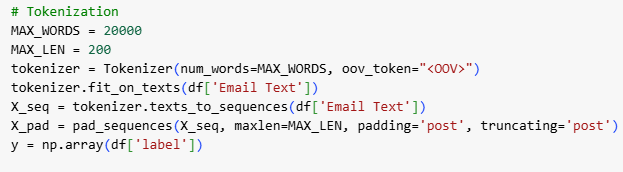 # Tokenization
MAX_WORDS = 20000
MAX_LEN = 200
tokenizer = Tokenizer(num_words=MAX_WORDS, oov_token="<OOV>")
tokenizer.fit_on_texts(df['Email Text'])
X_seq = tokenizer.texts_to_sequences(df['Email Text'])
X_pad = pad_sequences(X_seq, maxlen=MAX_LEN, padding='post', truncating='post')
y = np.array(df['label'])